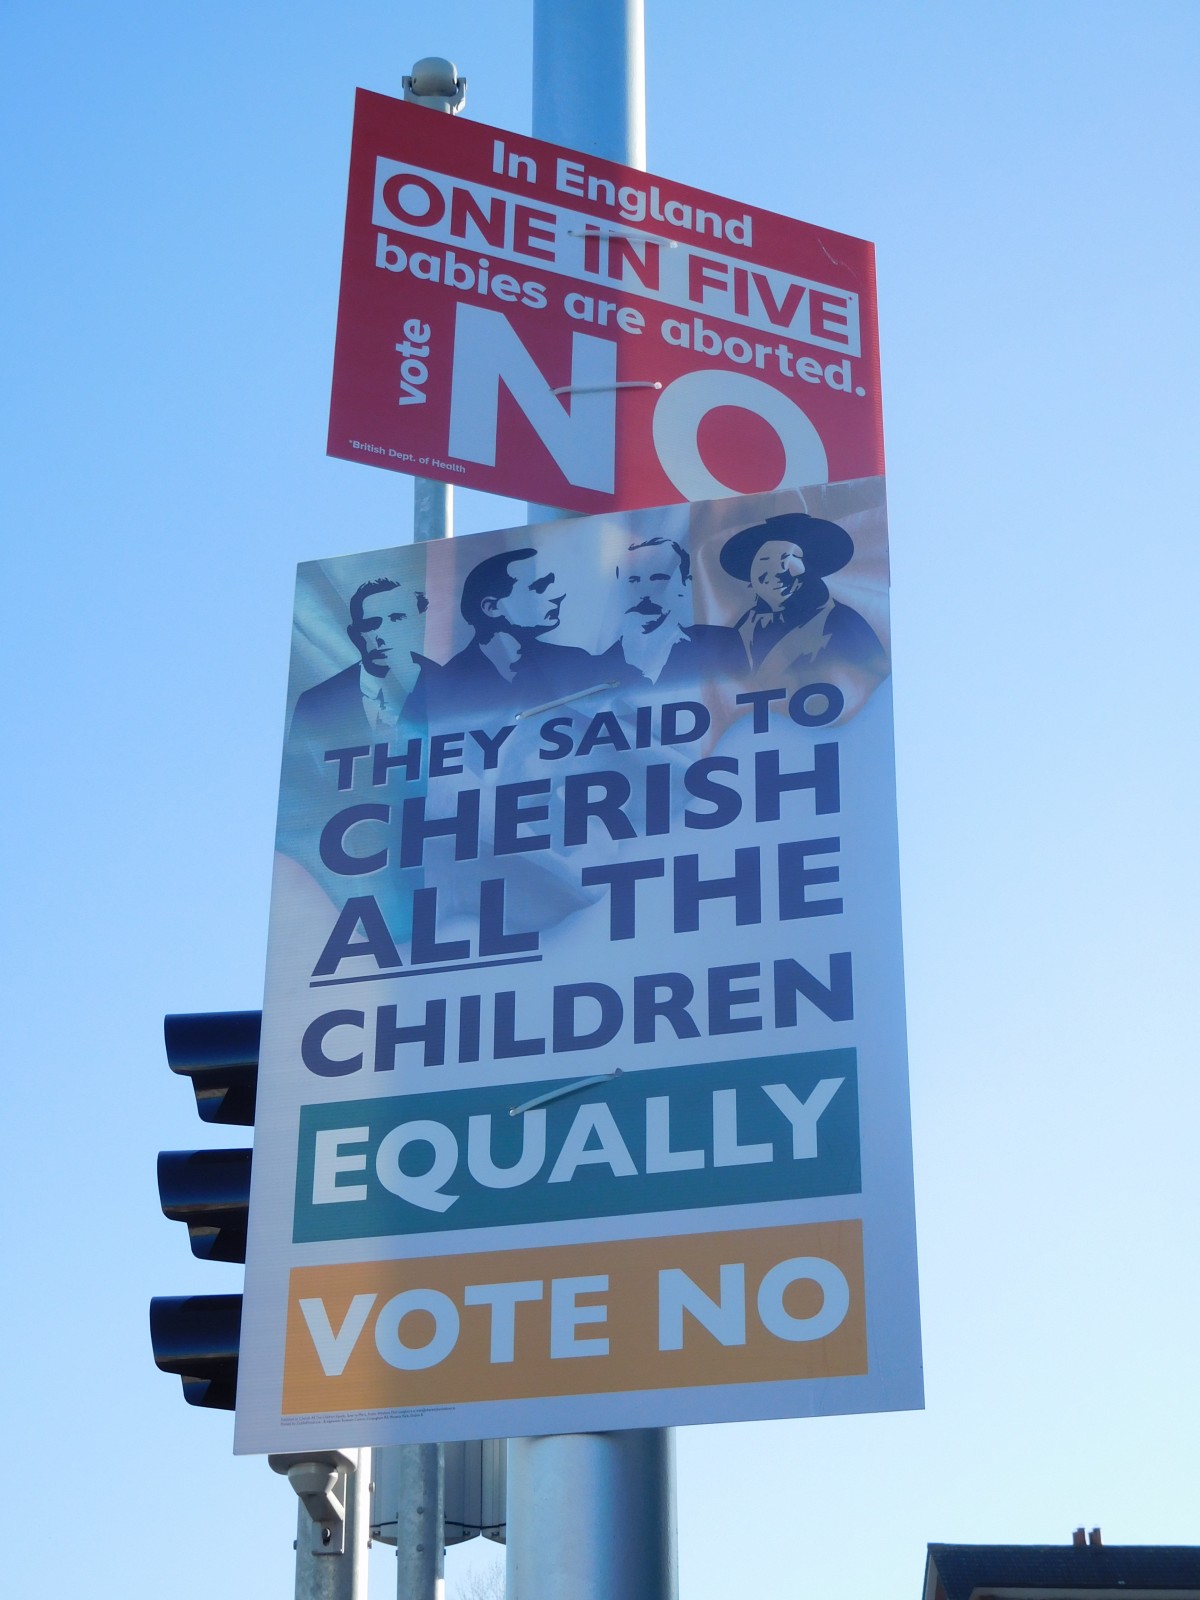 In England
ONE IN FIVE*
babies are aborted.
vote
NO
*British Dept. of Health
THEY SAID TO
CHERISH
ALL THE
CHILDREN
EQUALLY
VOTE NO